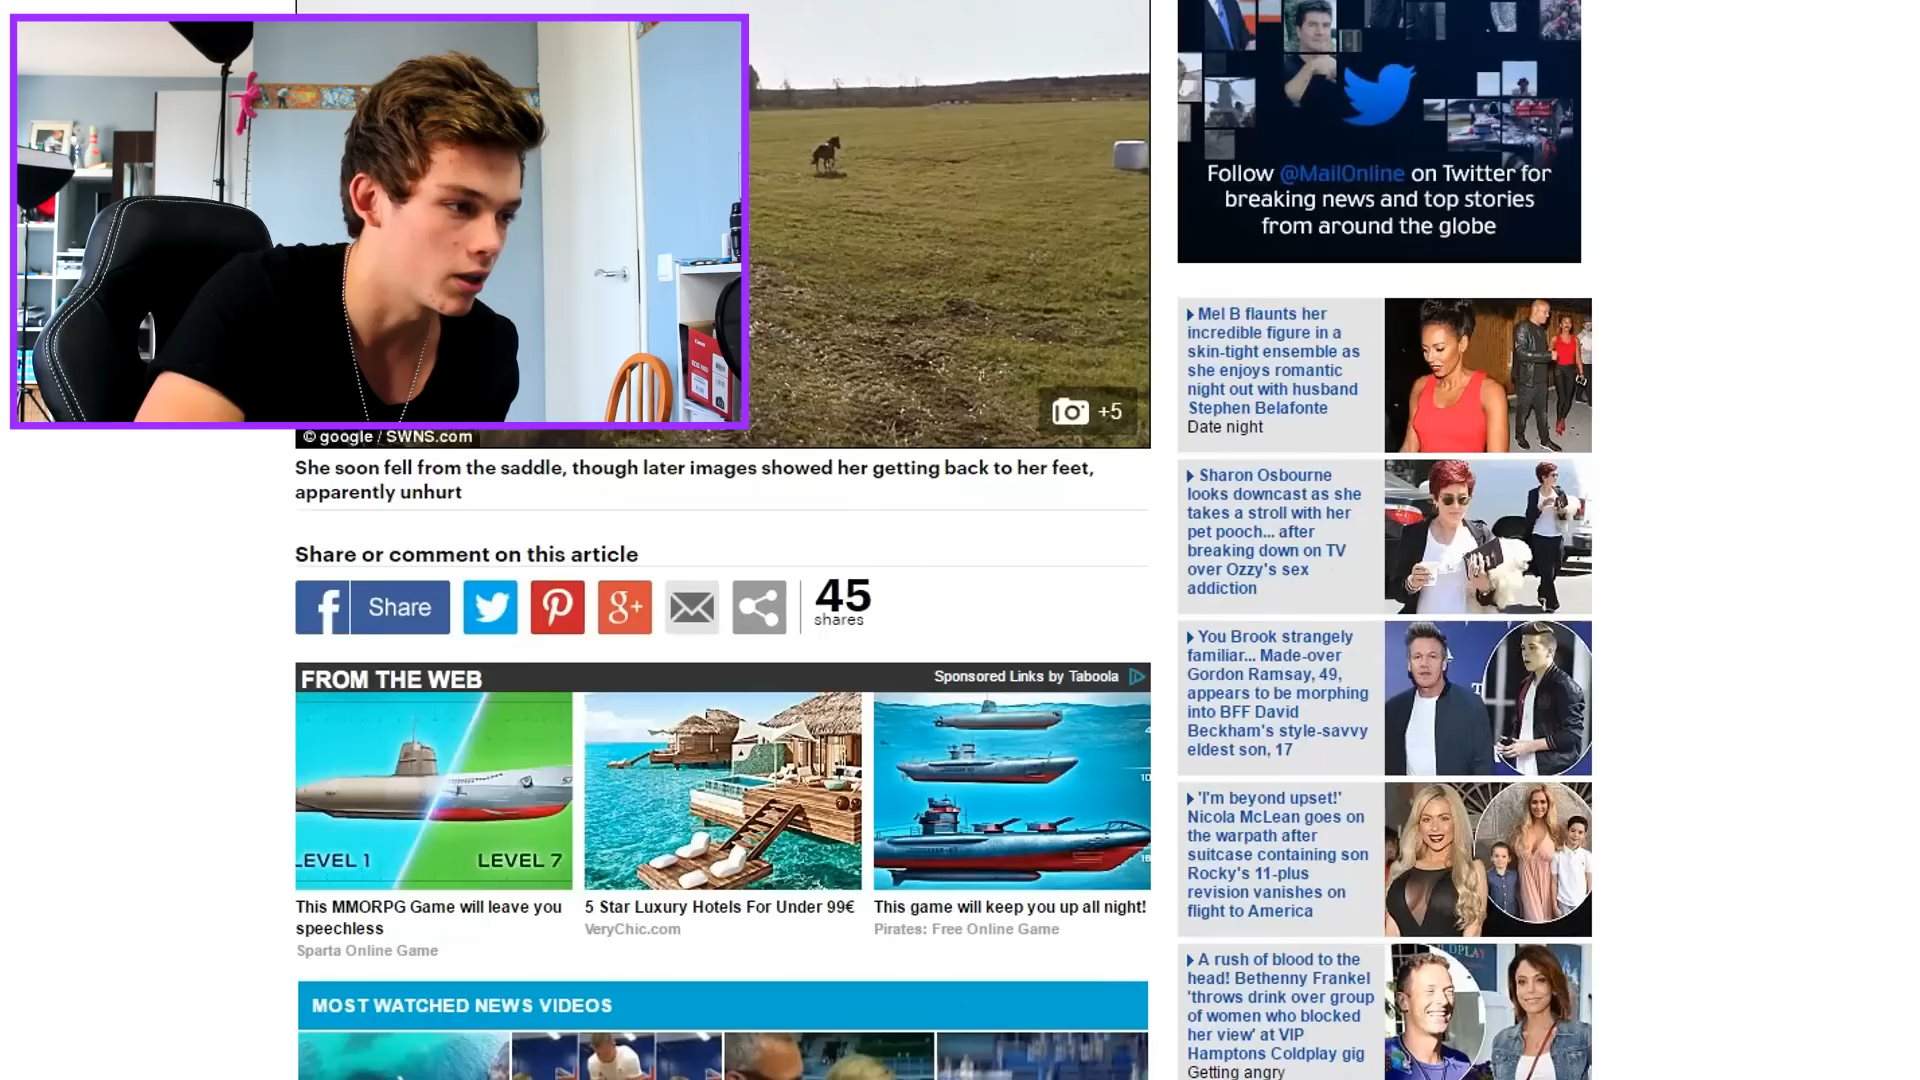 Canon
© google / SWNS.com
+5
She soon fell from the saddle, though later images showed her getting back to her feet,
apparently unhurt
Share or comment on this article
f Share
g+
45
shares
FROM THE WEB
Sponsored Links by Taboola
LEVEL 1
LEVEL 7
This MMORPG Game will leave you
speechless
Sparta Online Game
5 Star Luxury Hotels For Under 99€
VeryChic.com
This game will keep you up all night!
Pirates: Free Online Game
MOST WATCHED NEWS VIDEOS
Follow @MailOnline on Twitter for
breaking news and top stories
from around the globe
Mel B flaunts her
incredible figure in a
skin-tight ensemble as
she enjoys romantic
night out with husband
Stephen Belafonte
Date night
Sharon Osbourne
looks downcast as she
takes a stroll with her
pet pooch... after
breaking down on TV
over Ozzy's sex
addiction
You Brook strangely
familiar... Made-over
Gordon Ramsay, 49,
appears to be morphing
into BFF David
Beckham's style-savvy
eldest son, 17
'I'm beyond upset!'
Nicola McLean goes on
the warpath after
suitcase containing son
Rocky's 11-plus
revision vanishes on
flight to America
A rush of blood to the
head! Bethenny Frankel
'throws drink over group
of women who blocked
her view' at VIP
Hamptons Coldplay gig
Getting angry